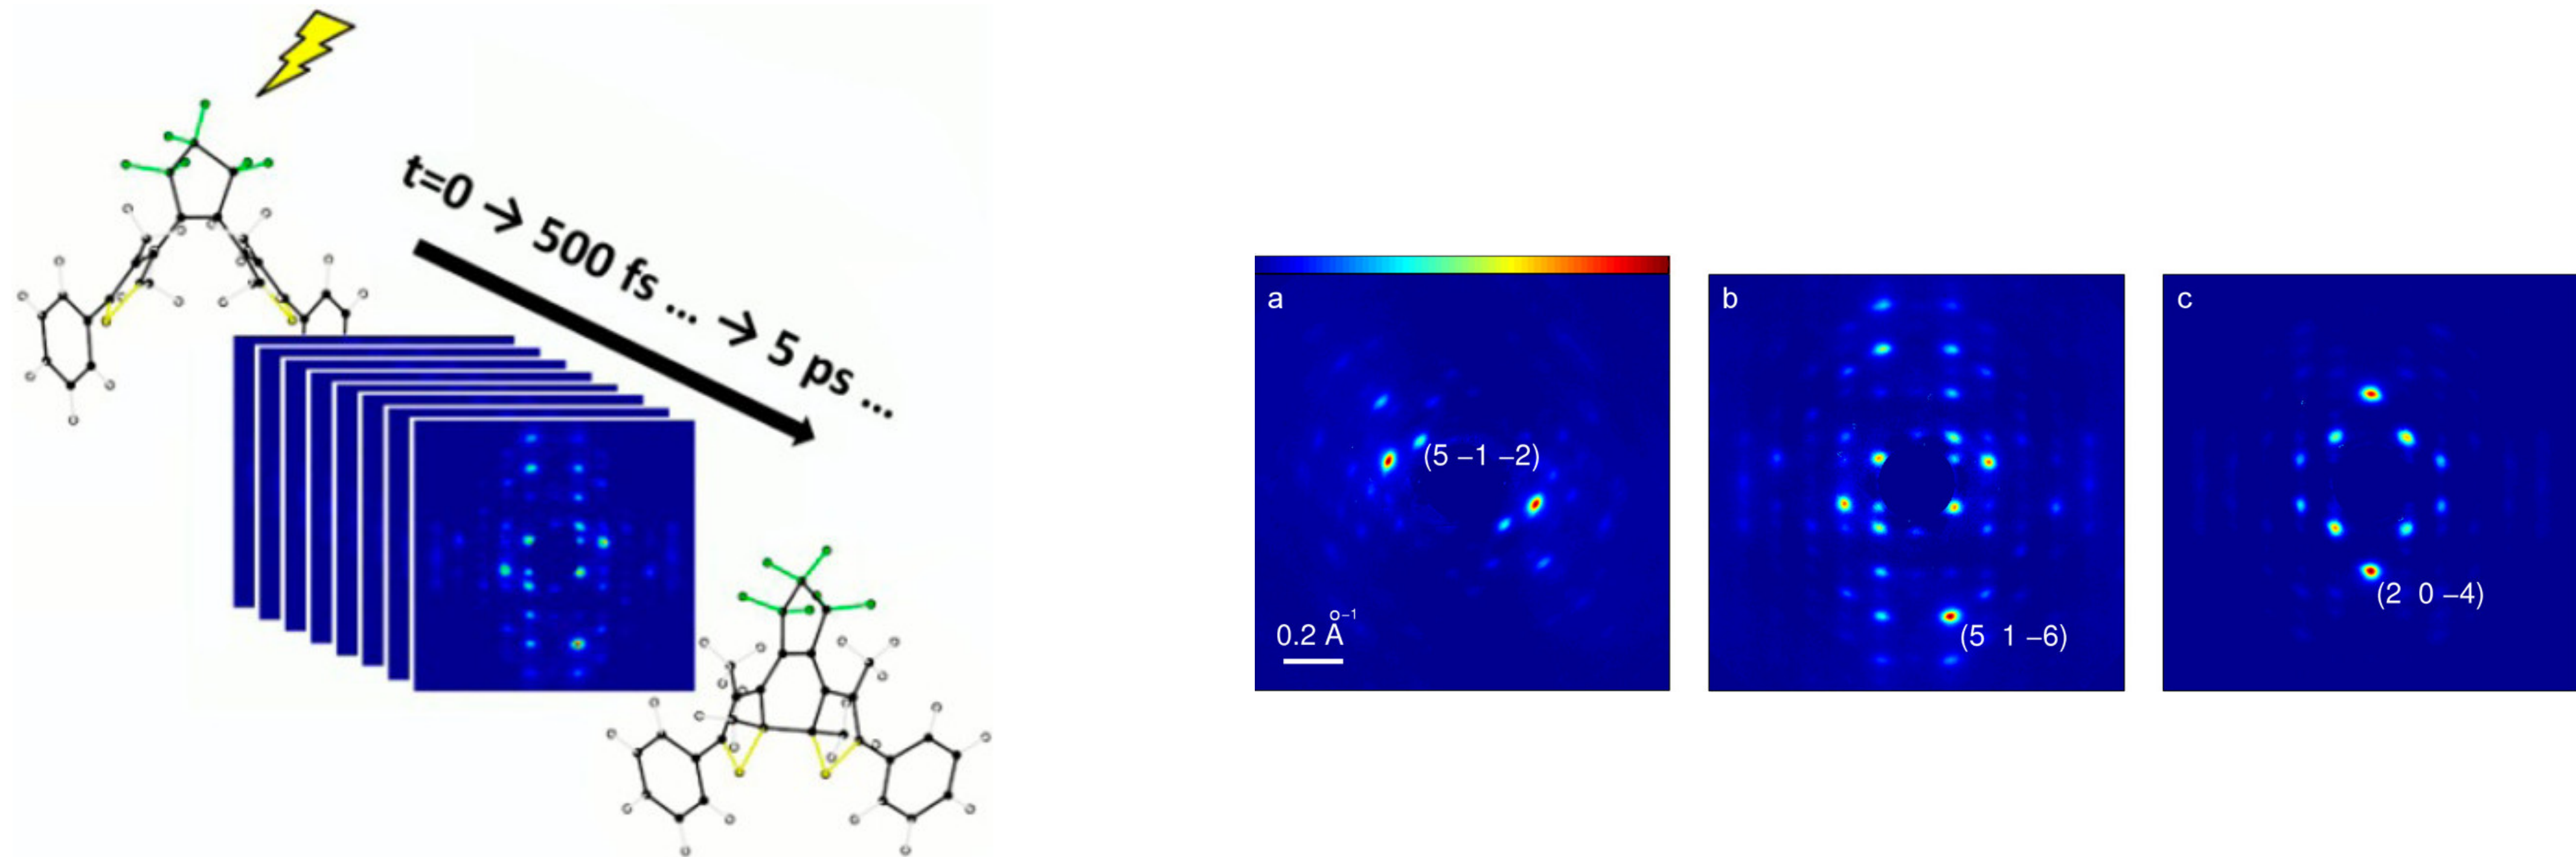 t=0 → 500 fs ... → 5 ps ...
a
(5 –1 –2)
0.2 Å⁻¹
b
(5 1 –6)
c
(2 0 –4)